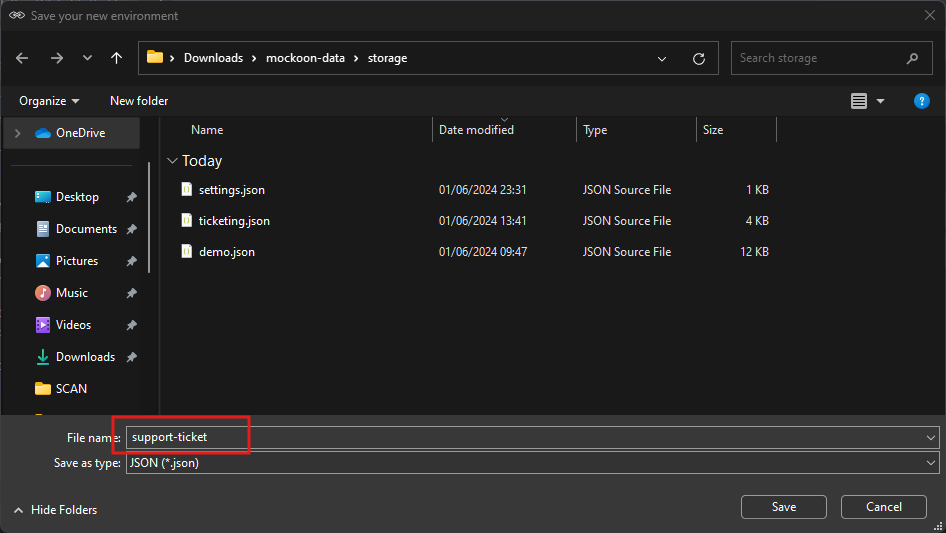 Save your new environment
Downloads > mockoon-data > storage
Search storage
Organize New folder
?
Name Date modified Type Size
OneDrive
Today
Desktop
settings.json 01/06/2024 23:31 JSON Source File 1 KB
Documents
ticketing.json 01/06/2024 13:41 JSON Source File 4 KB
Pictures
demo.json 01/06/2024 09:47 JSON Source File 12 KB
Music
Videos
Downloads
SCAN
File name: support-ticket
Save as type: JSON (*.json)
Hide Folders Save Cancel